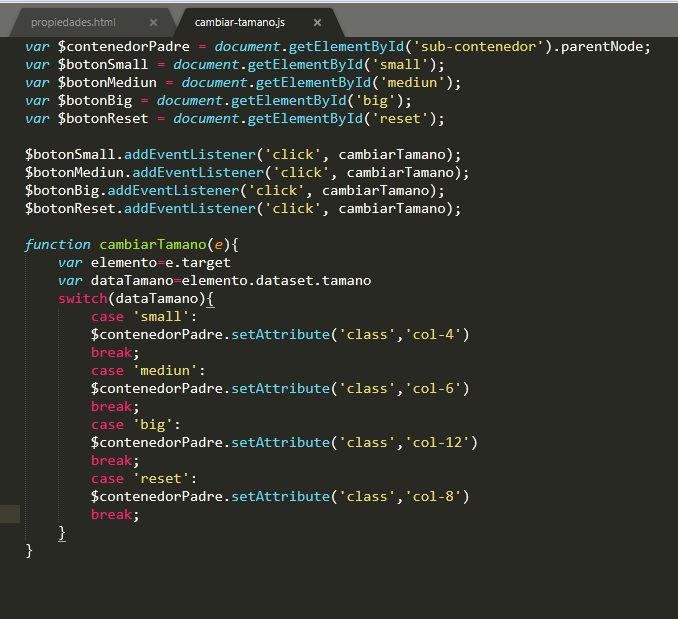 propiedades.html × cambiar-tamano.js ×
var $contenedorPadre = document.getElementById('sub-contenedor').parentNode;
var $botonSmall = document.getElementById('small');
var $botonMediun = document.getElementById('mediun');
var $botonBig = document.getElementById('big');
var $botonReset = document.getElementById('reset');
$botonSmall.addEventListener('click', cambiarTamano);
$botonMediun.addEventListener('click', cambiarTamano);
$botonBig.addEventListener('click', cambiarTamano);
$botonReset.addEventListener('click', cambiarTamano);
function cambiarTamano(e){
var elemento=e.target
var dataTamano=elemento.dataset.tamano
switch(dataTamano){
case 'small':
$contenedorPadre.setAttribute('class','col-4')
break;
case 'mediun':
$contenedorPadre.setAttribute('class','col-6')
break;
case 'big':
$contenedorPadre.setAttribute('class','col-12')
break;
case 'reset':
$contenedorPadre.setAttribute('class','col-8')
break;
}
}